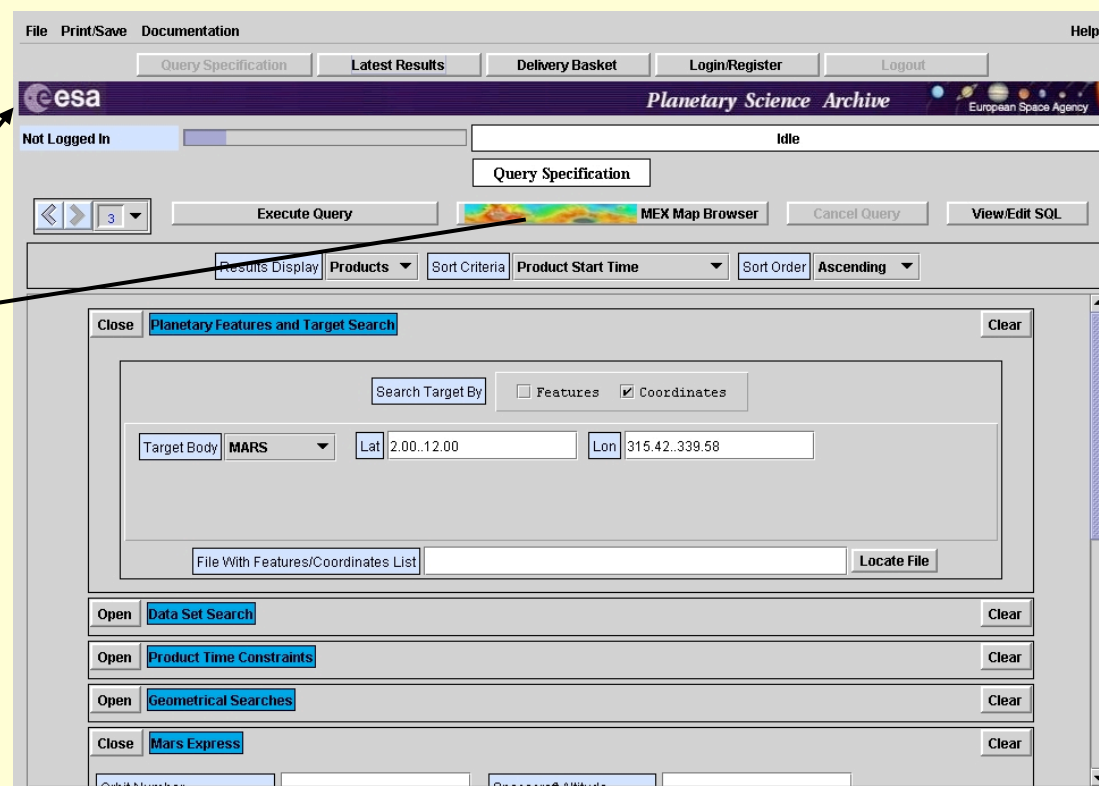 File Print/Save Documentation Help
Query Specification Latest Results Delivery Basket Login/Register Logout
esa Planetary Science Archive European Space Agency
Not Logged In Idle
Query Specification
3 Execute Query MEX Map Browser Cancel Query View/Edit SQL
Results Display Products Sort Criteria Product Start Time Sort Order Ascending
Close Planetary Features and Target Search Clear
Search Target By Features Coordinates
Target Body MARS Lat 2.00..12.00 Lon 315.42..339.58
File With Features/Coordinates List Locate File
Open Data Set Search Clear
Open Product Time Constraints Clear
Open Geometrical Searches Clear
Close Mars Express Clear
Orbit Number Spacecraft Altitude